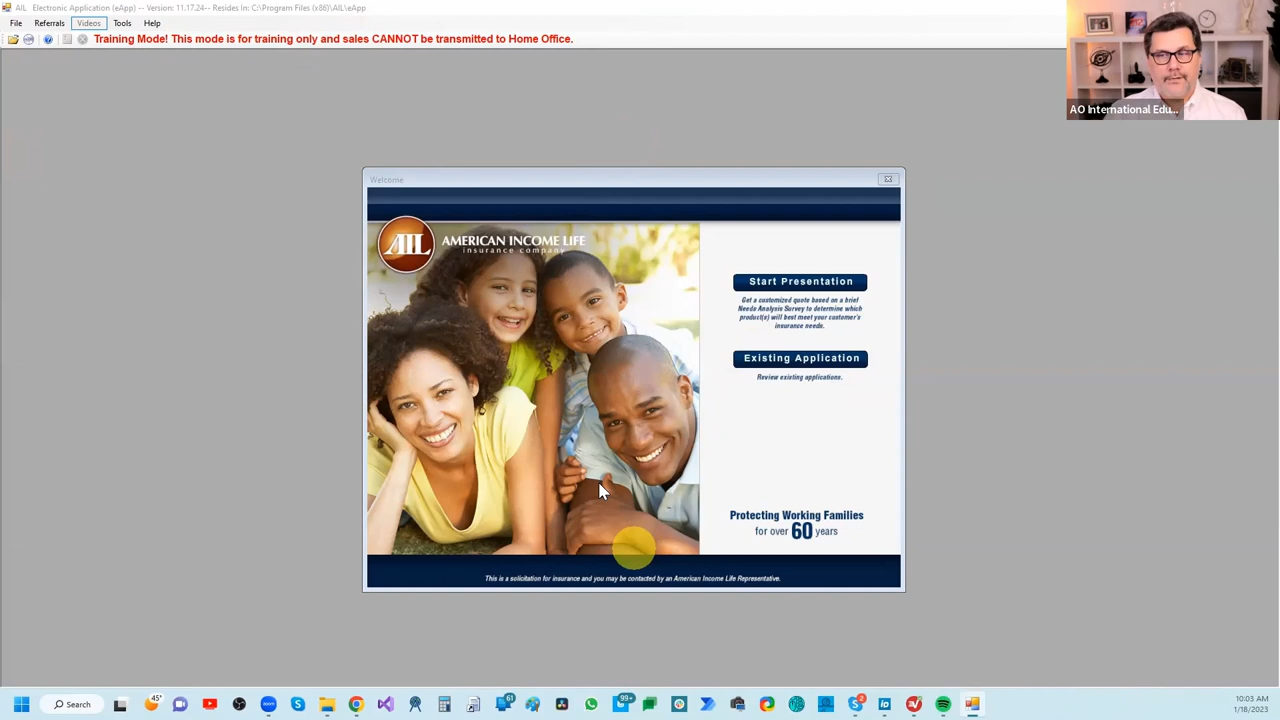 AIL Electronic Application (eApp) -- Version: 11.17.24-- Resides In: C:\Program Files (x86)\AIL\eApp
File Referrals Videos Tools Help
Training Mode! This mode is for training only and sales CANNOT be transmitted to Home Office.
AO International Edu...
Welcome
AIL
AMERICAN INCOME LIFE
insurance company
Start Presentation
Get a customized quote based on a brief
Needs Analysis Survey to determine which
product(s) will best meet your customer's
insurance needs.
Existing Application
Review existing applications.
Protecting Working Families
for over 60 years
This is a solicitation for insurance and you may be contacted by an American Income Life Representative.
45°
Search
61
99+
2
10:03 AM
1/18/2023